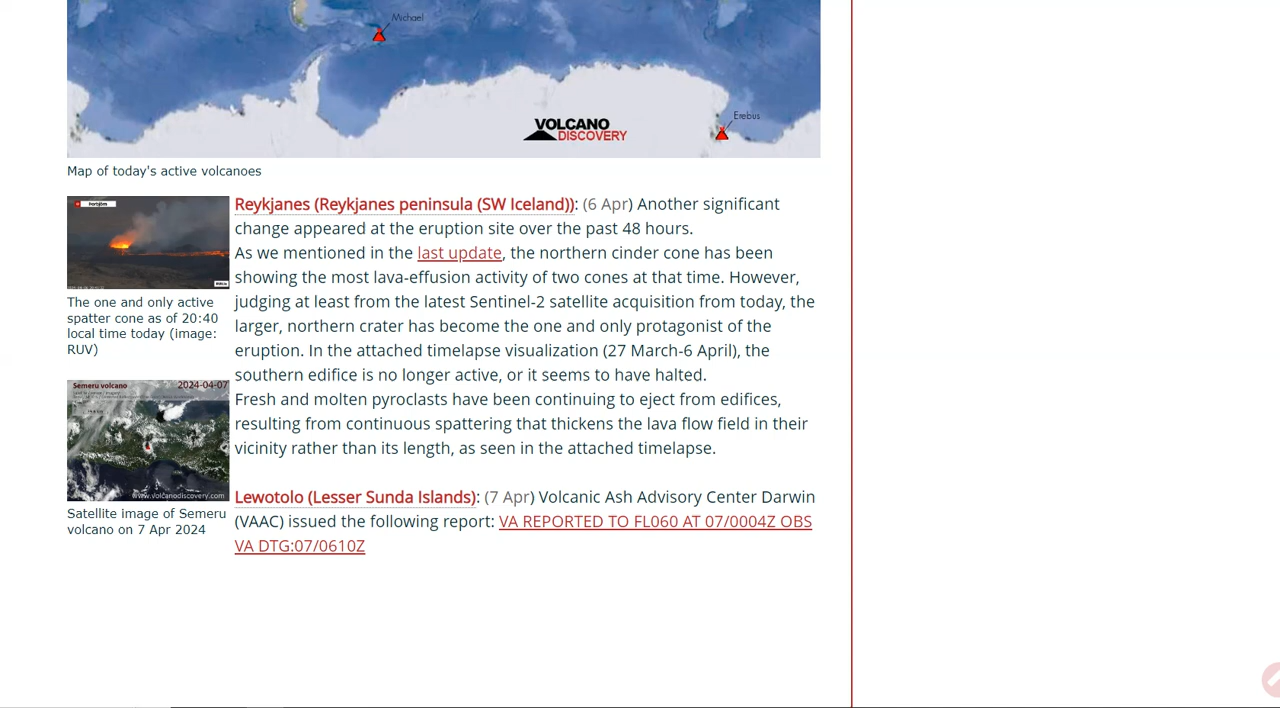 Michael
Erebus
VOLCANO
DISCOVERY
Map of today's active volcanoes
Reykjanes (Reykjanes peninsula (SW Iceland)): (6 Apr) Another significant
change appeared at the eruption site over the past 48 hours.
As we mentioned in the last update, the northern cinder cone has been
showing the most lava-effusion activity of two cones at that time. However,
judging at least from the latest Sentinel-2 satellite acquisition from today, the
larger, northern crater has become the one and only protagonist of the
eruption. In the attached timelapse visualization (27 March-6 April), the
southern edifice is no longer active, or it seems to have halted.
Fresh and molten pyroclasts have been continuing to eject from edifices,
resulting from continuous spattering that thickens the lava flow field in their
vicinity rather than its length, as seen in the attached timelapse.
The one and only active
spatter cone as of 20:40
local time today (image:
RUV)
Semeru volcano 2024-04-07
www.volcanodiscovery.com
Satellite image of Semeru
volcano on 7 Apr 2024
Lewotolo (Lesser Sunda Islands): (7 Apr) Volcanic Ash Advisory Center Darwin
(VAAC) issued the following report: VA REPORTED TO FL060 AT 07/0004Z OBS
VA DTG:07/0610Z